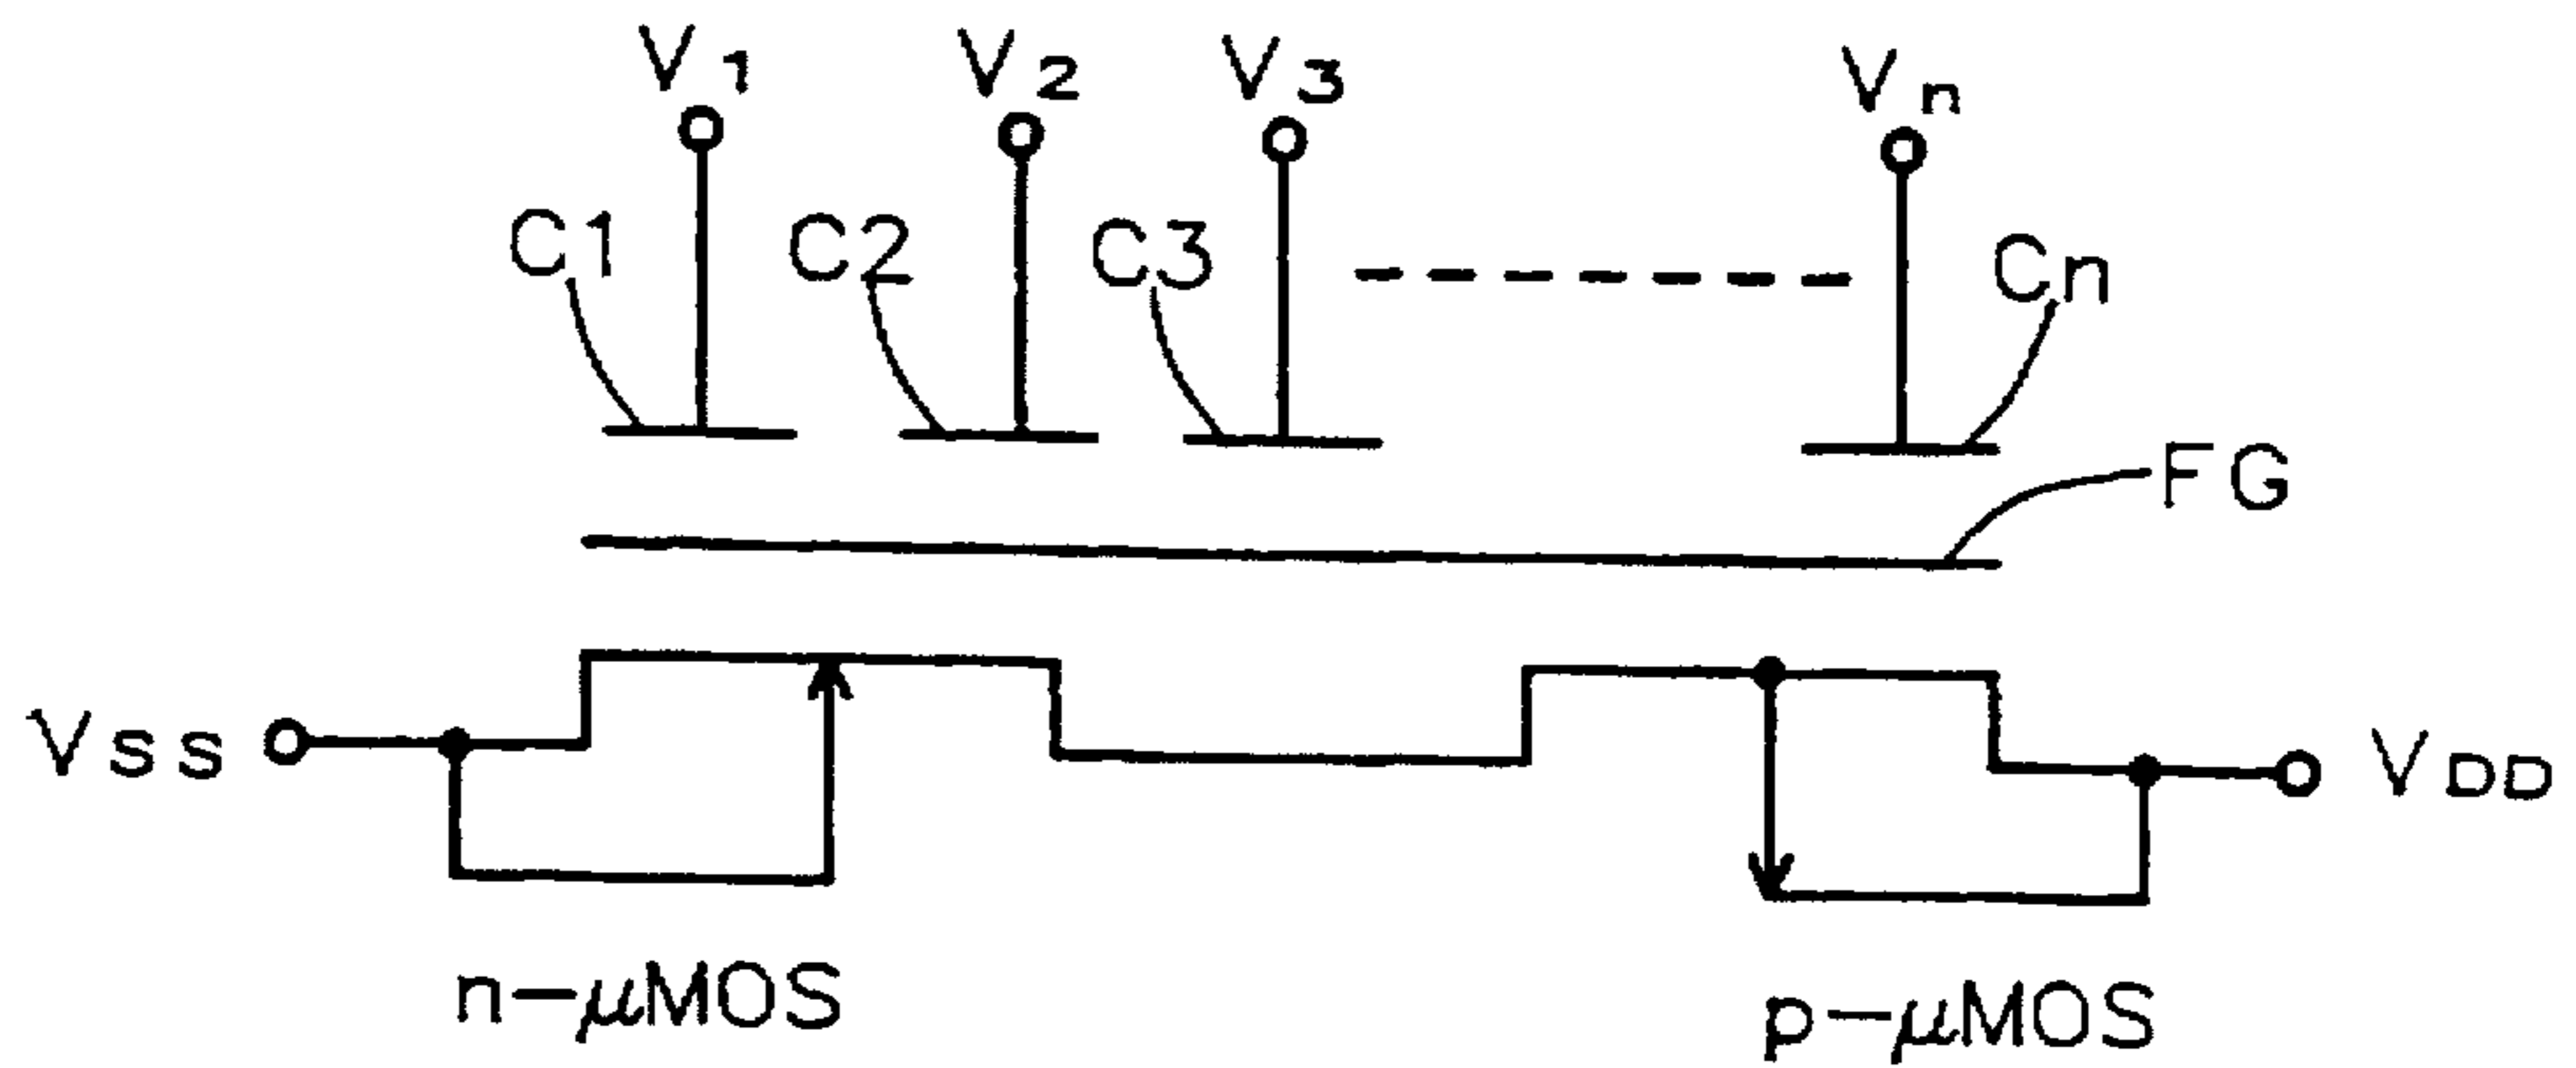 V1 V2 V3 Vn
C1 C2 C3 Cn
FG
VSS VDD
n-μMOS p-μMOS